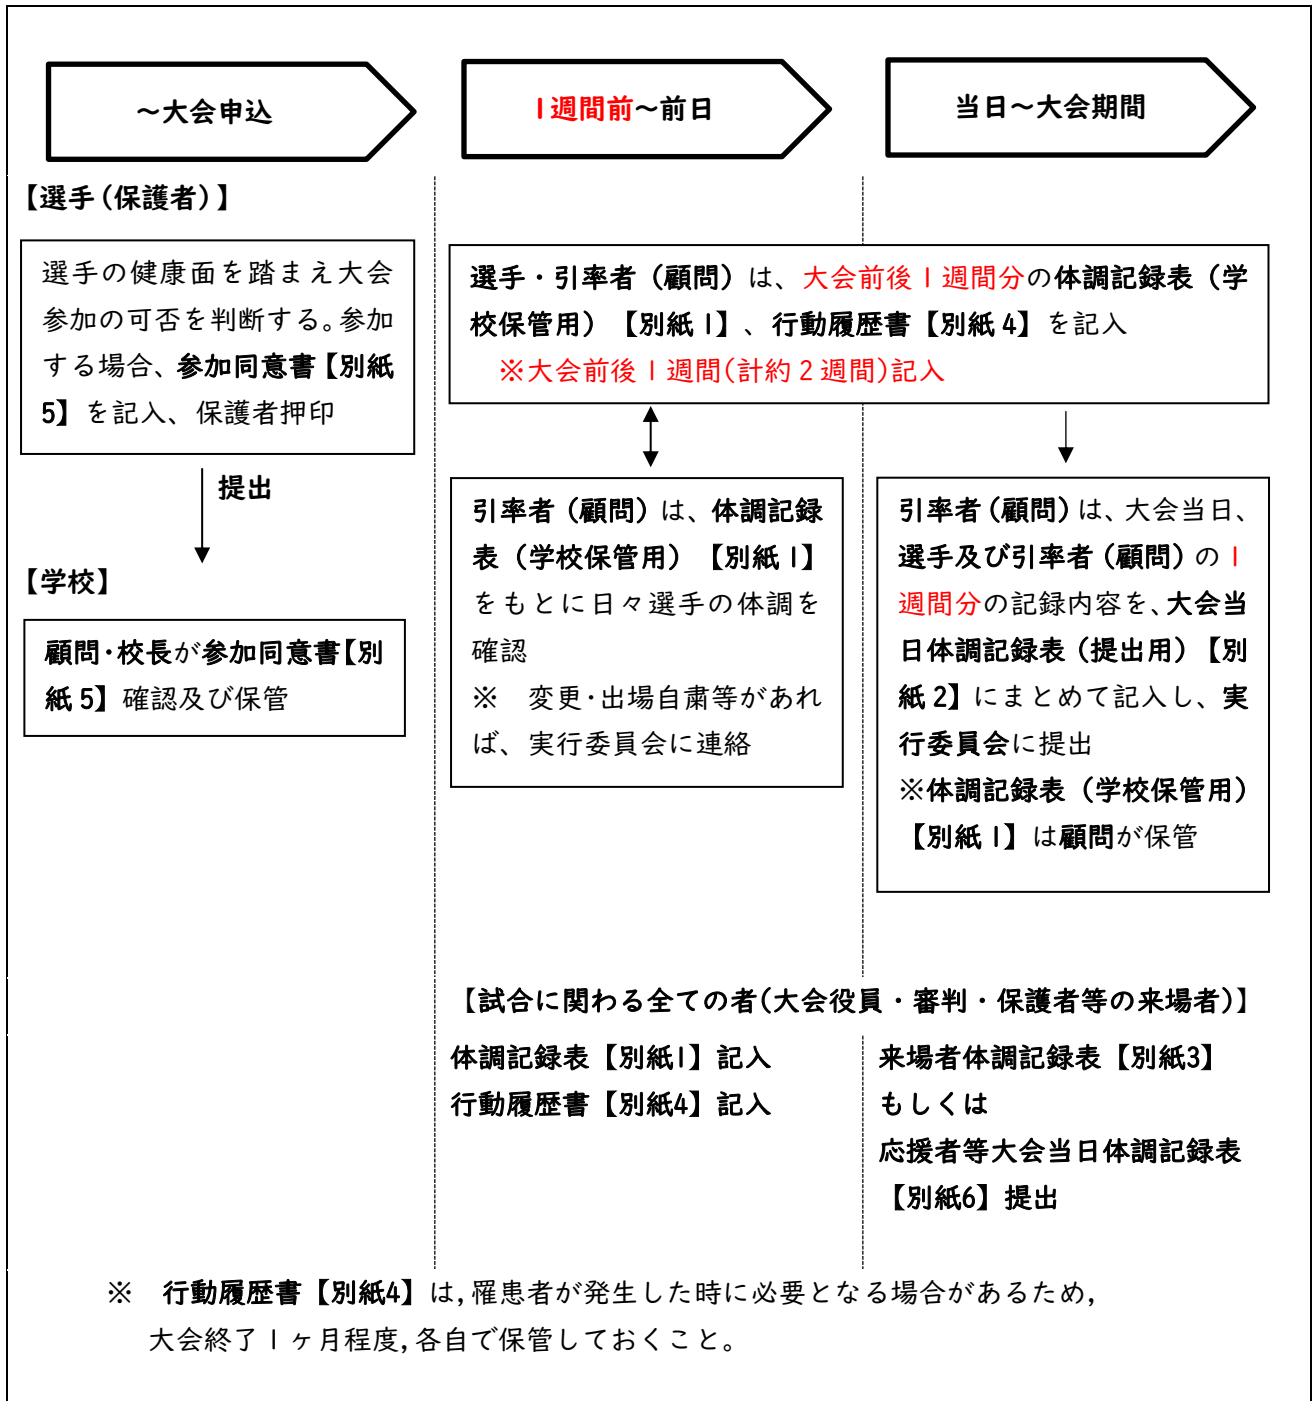 ～大会申込
1週間前～前日
当日～大会期間
【選手(保護者)】
選手の健康面を踏まえ大会
参加の可否を判断する。参加
する場合、参加同意書【別紙
5】を記入、保護者押印
提出
【学校】
顧問・校長が参加同意書【別
紙5】確認及び保管
選手・引率者（顧問）は、大会前後1週間分の体調記録表（学
校保管用）【別紙1】、行動履歴書【別紙4】を記入
※大会前後1週間(計約2週間)記入
引率者（顧問）は、体調記録
表（学校保管用）【別紙1】
をもとに日々選手の体調を
確認
※　変更・出場自粛等があれ
ば、実行委員会に連絡
引率者（顧問）は、大会当日、
選手及び引率者（顧問）の1
週間分の記録内容を、大会当
日体調記録表（提出用）【別
紙2】にまとめて記入し、実
行委員会に提出
※体調記録表（学校保管用）
【別紙1】は顧問が保管
【試合に関わる全ての者(大会役員・審判・保護者等の来場者)】
体調記録表【別紙1】記入
行動履歴書【別紙4】記入
来場者体調記録表【別紙3】
もしくは
応援者等大会当日体調記録表
【別紙6】提出
※　行動履歴書【別紙4】は,罹患者が発生した時に必要となる場合があるため,
大会終了1ヶ月程度,各自で保管しておくこと。